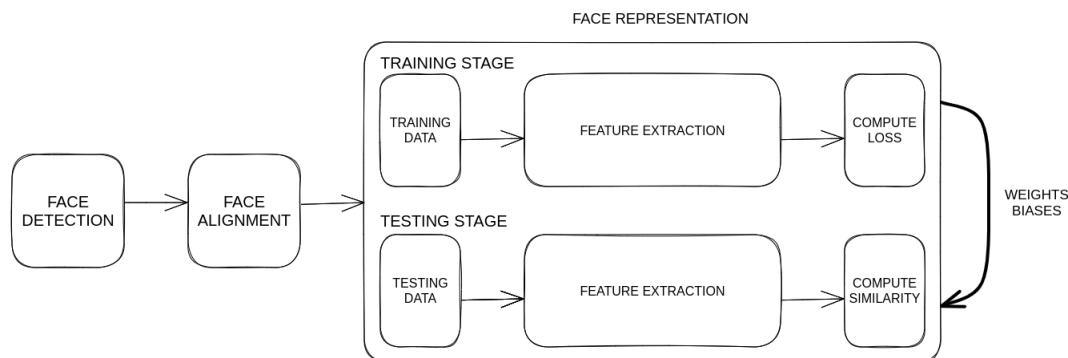 FACE REPRESENTATION
TRAINING STAGE
TRAINING
DATA
FEATURE EXTRACTION
COMPUTE
LOSS
FACE
DETECTION
FACE
ALIGNMENT
WEIGHTS
BIASES
TESTING STAGE
TESTING
DATA
FEATURE EXTRACTION
COMPUTE
SIMILARITY